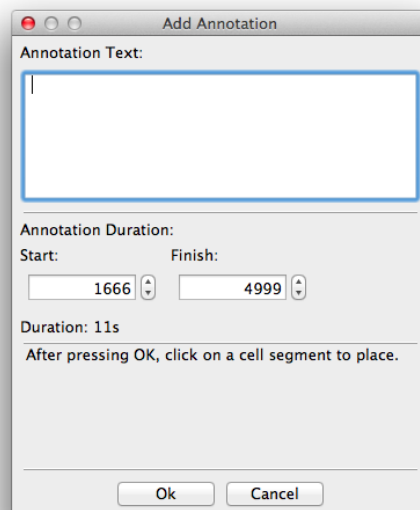 Add Annotation
Annotation Text:
Annotation Duration:
Start: Finish:
1666 4999
Duration: 11s
After pressing OK, click on a cell segment to place.
Ok Cancel